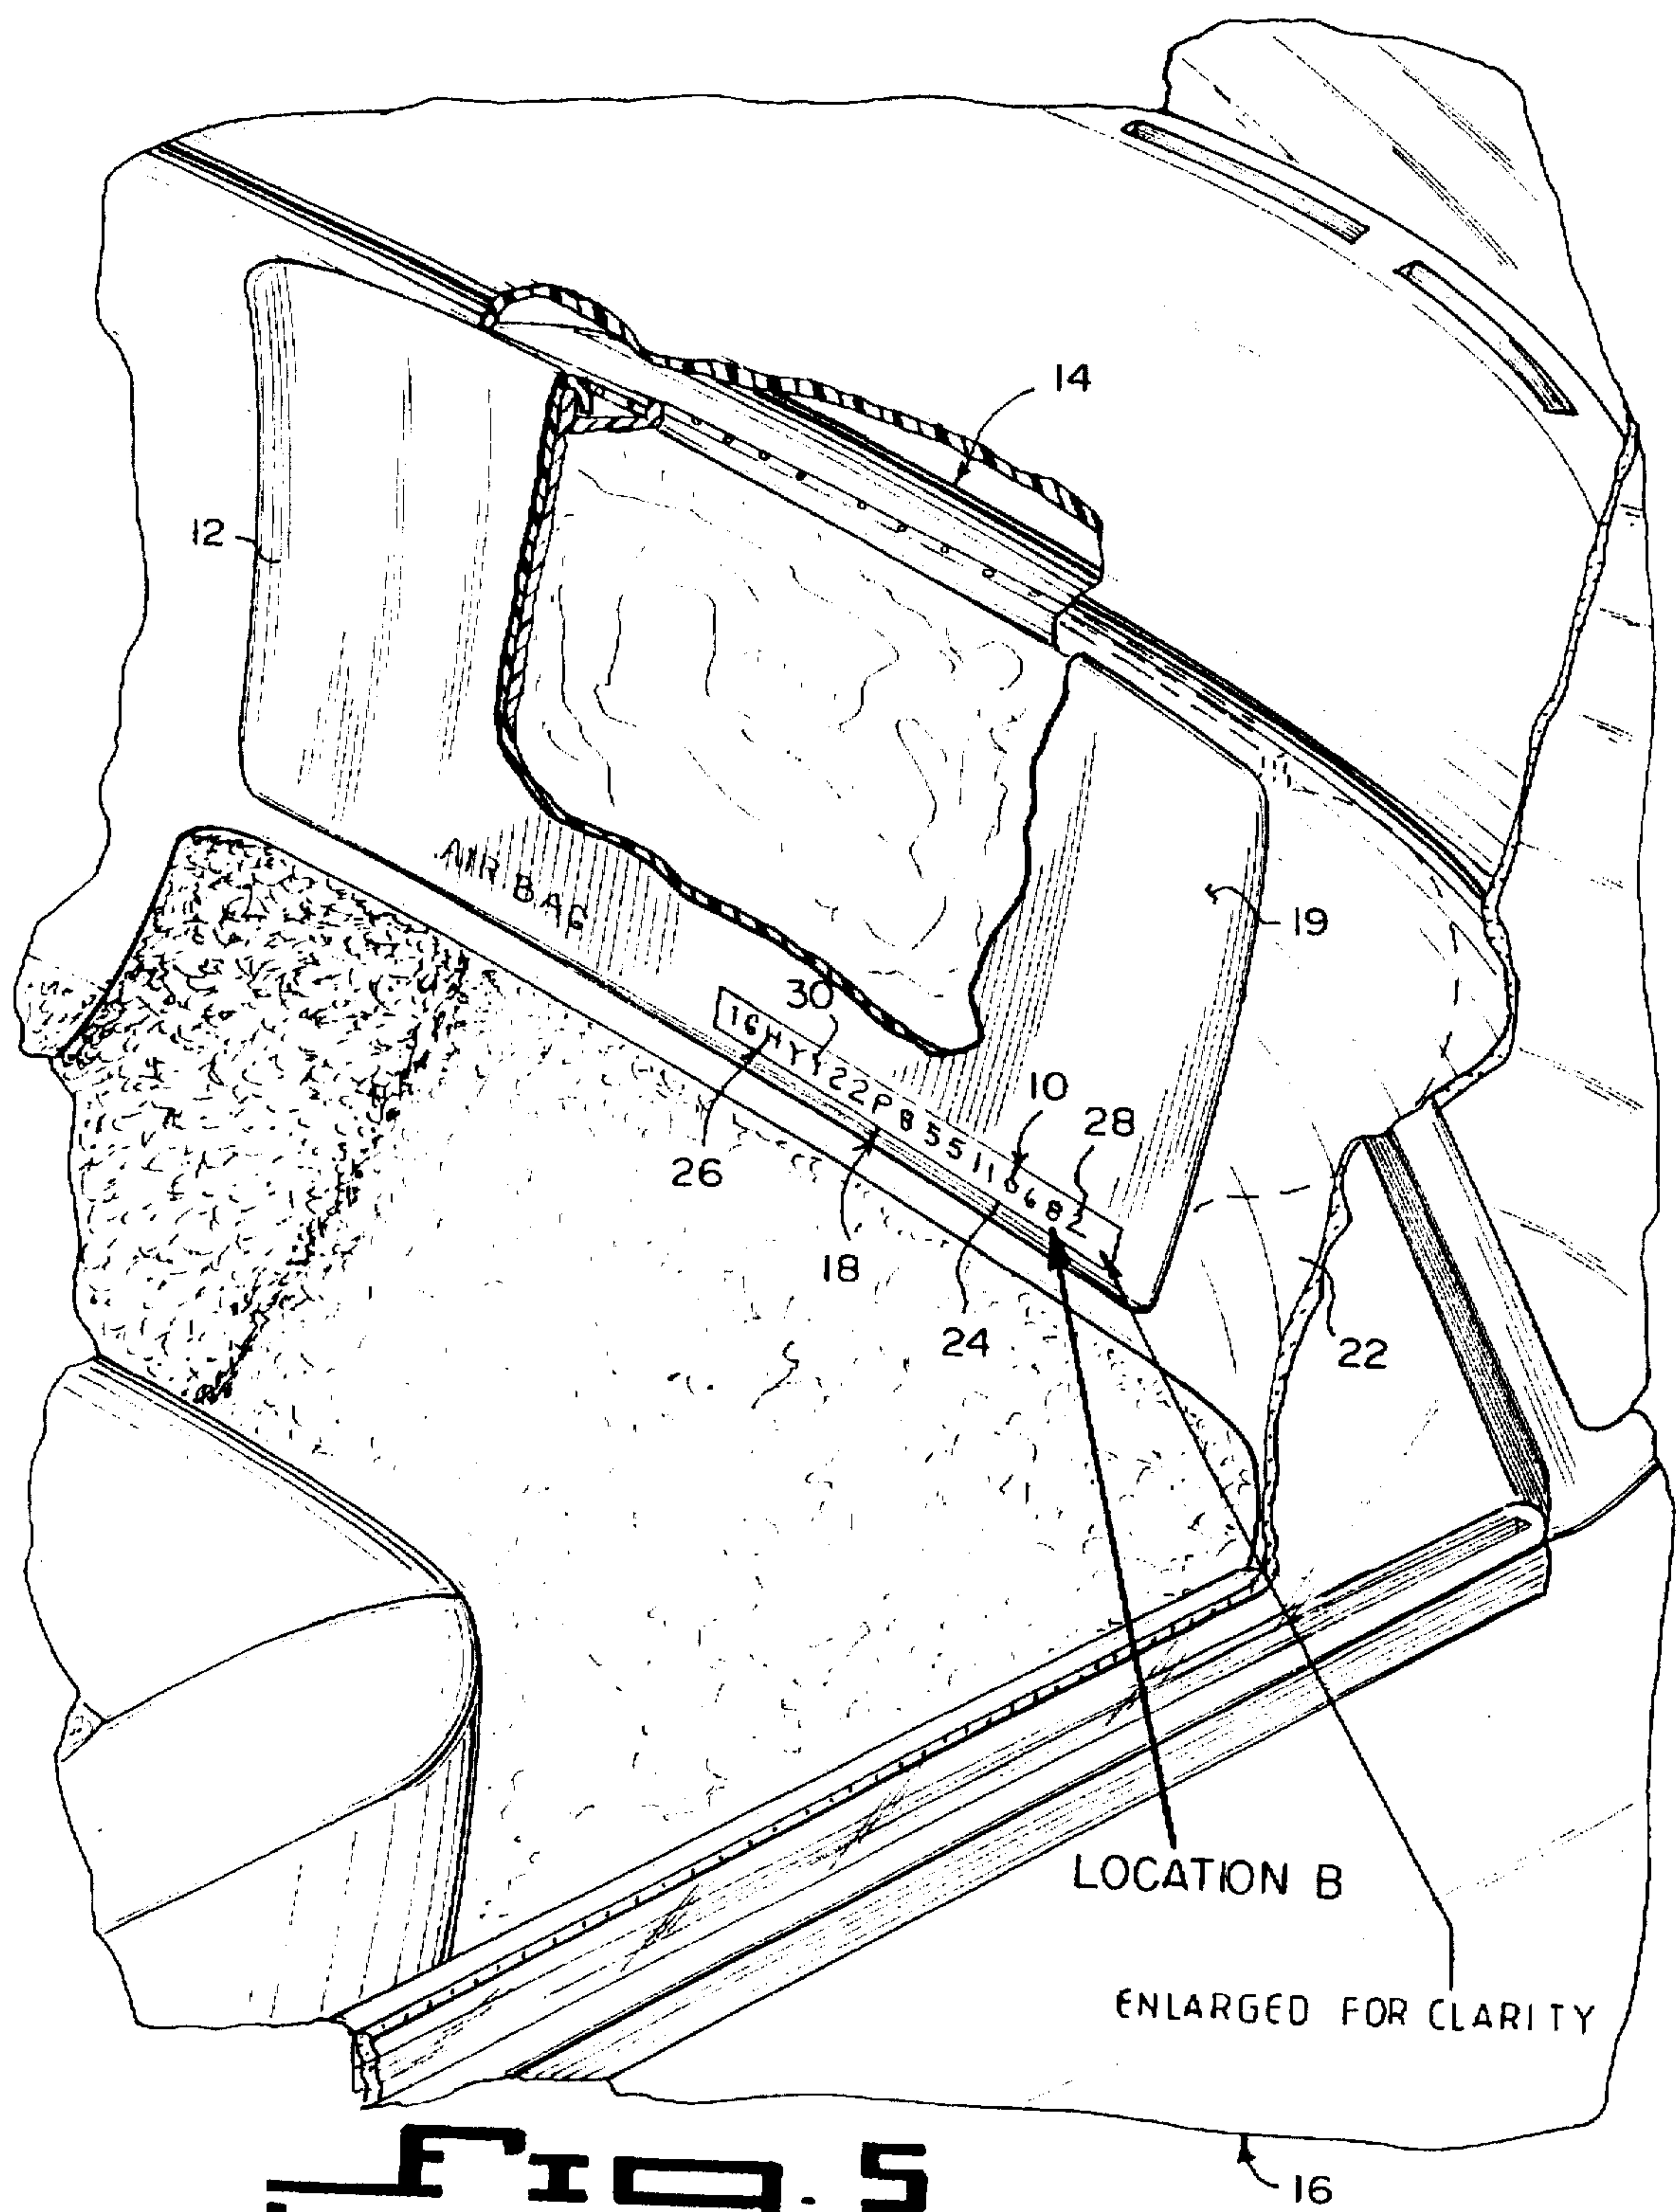 14
12
AIR BAG
19
30
16HYY22P855110682
10
28
26
18
24
22
LOCATION B
ENLARGED FOR CLARITY
FIG. 5
16